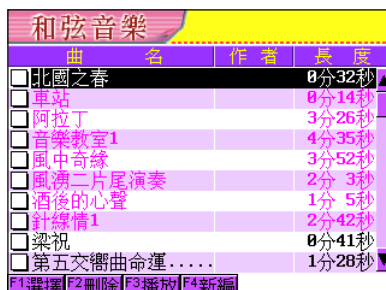 和弦音樂
曲 名 作 者 長 度
北國之春 0分32秒
車站 0分14秒
阿拉丁 3分26秒
音樂教室1 4分35秒
風中奇緣 3分52秒
風湧二片尾演奏 2分 3秒
酒後的心聲 1分 5秒
針線情1 2分42秒
梁祝 0分41秒
第五交響曲命運..... 1分28秒
F1選擇 F2刪除 F3播放 F4新編